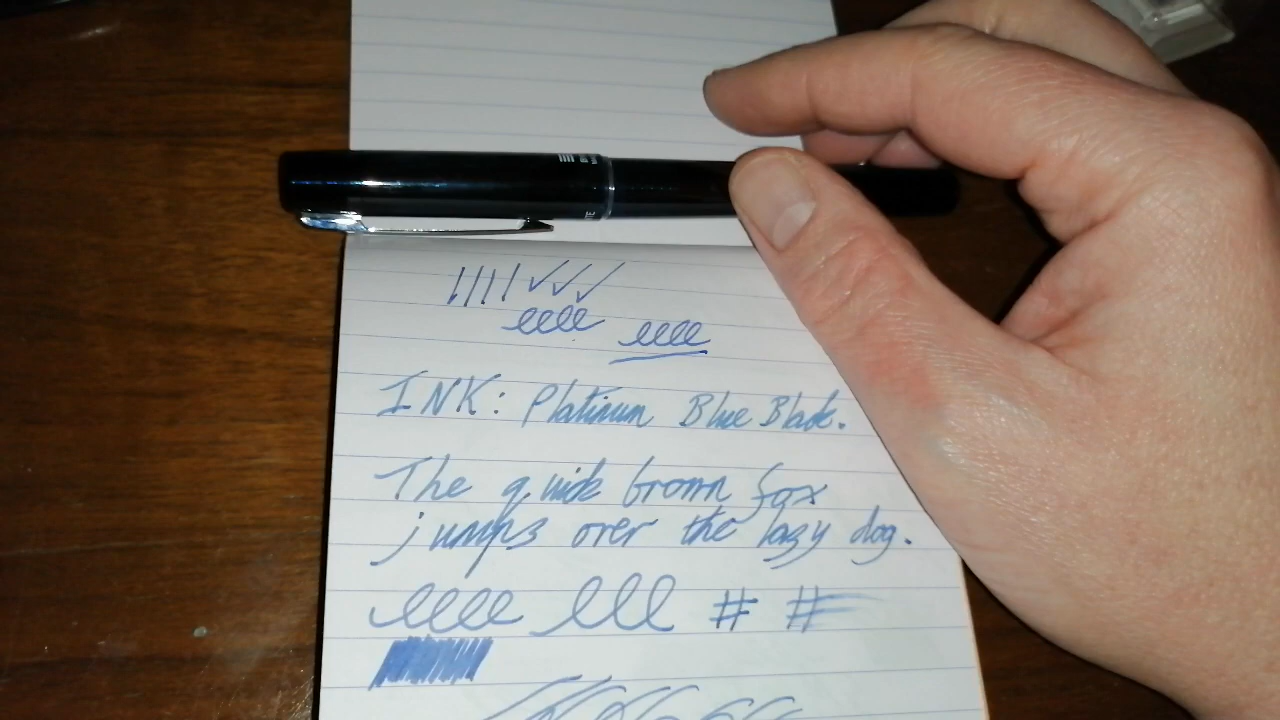 INK: Platinum Blue Black.
The quick brown fox
jumps over the lazy dog.
# #